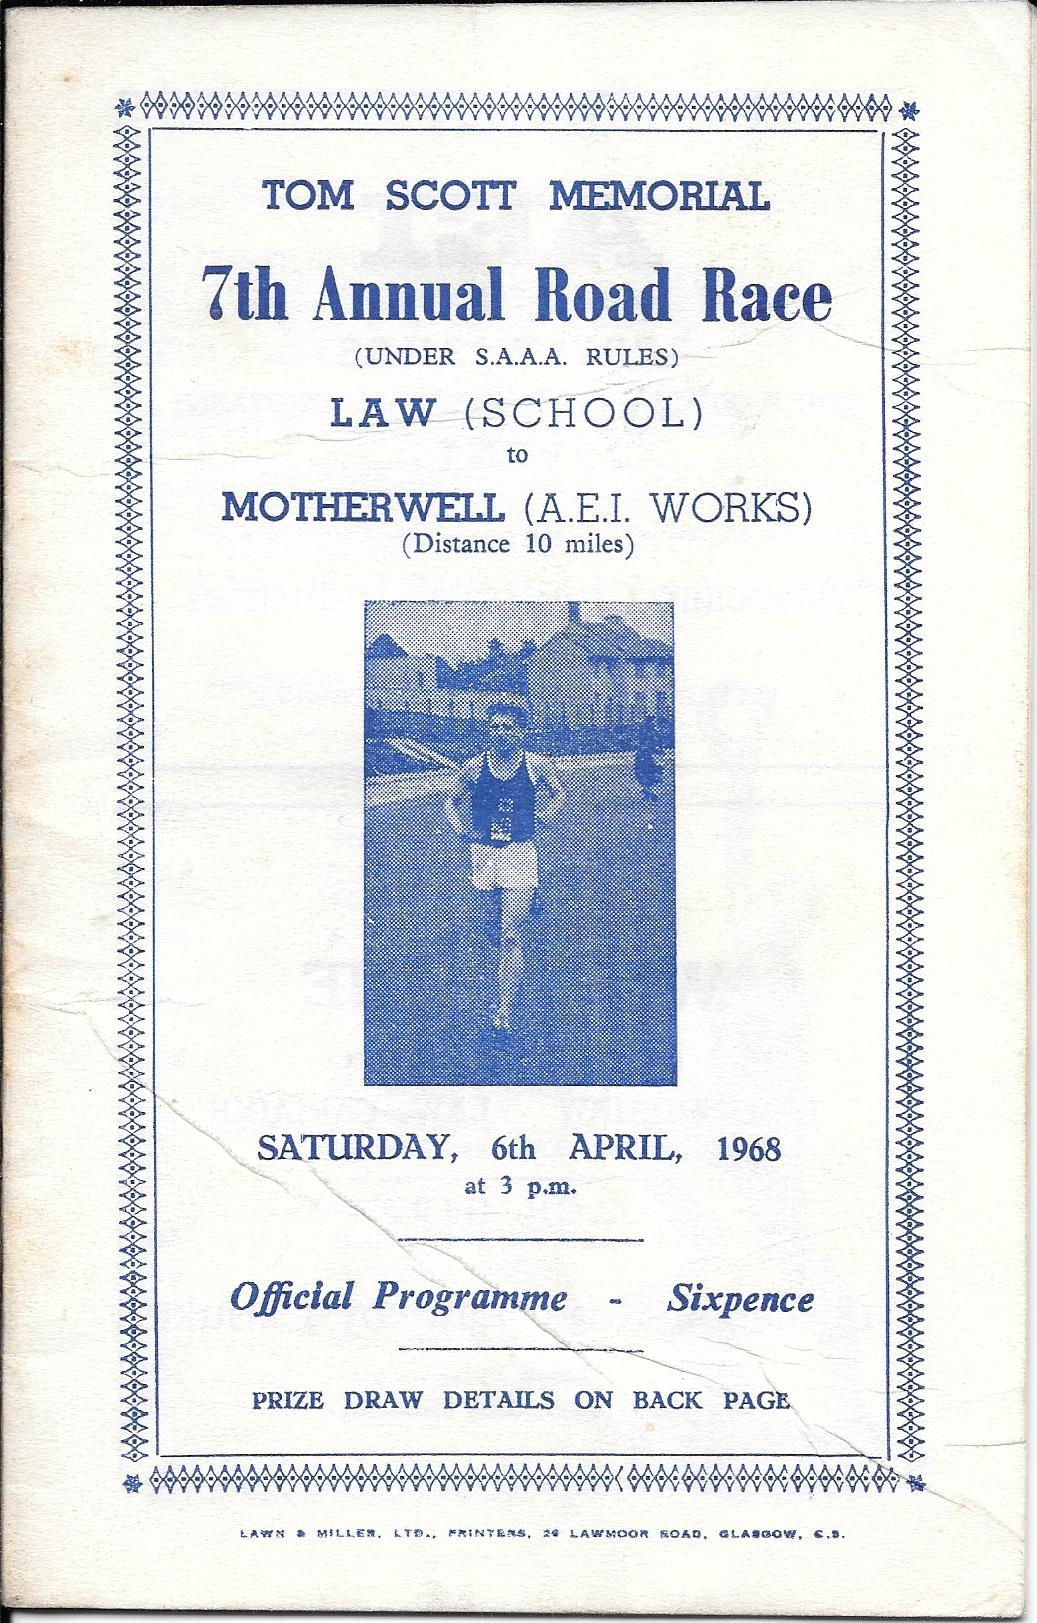 TOM SCOTT MEMORIAL
7th Annual Road Race
(UNDER S.A.A.A. RULES)
LAW (SCHOOL)
to
MOTHERWELL (A.E.I. WORKS)
(Distance 10 miles)
SATURDAY, 6th APRIL, 1968
at 3 p.m.
Official Programme - Sixpence
PRIZE DRAW DETAILS ON BACK PAGE
LAWN & MILLER, LTD., PRINTERS, 26 LAWMOOR ROAD, GLASGOW, C.5.